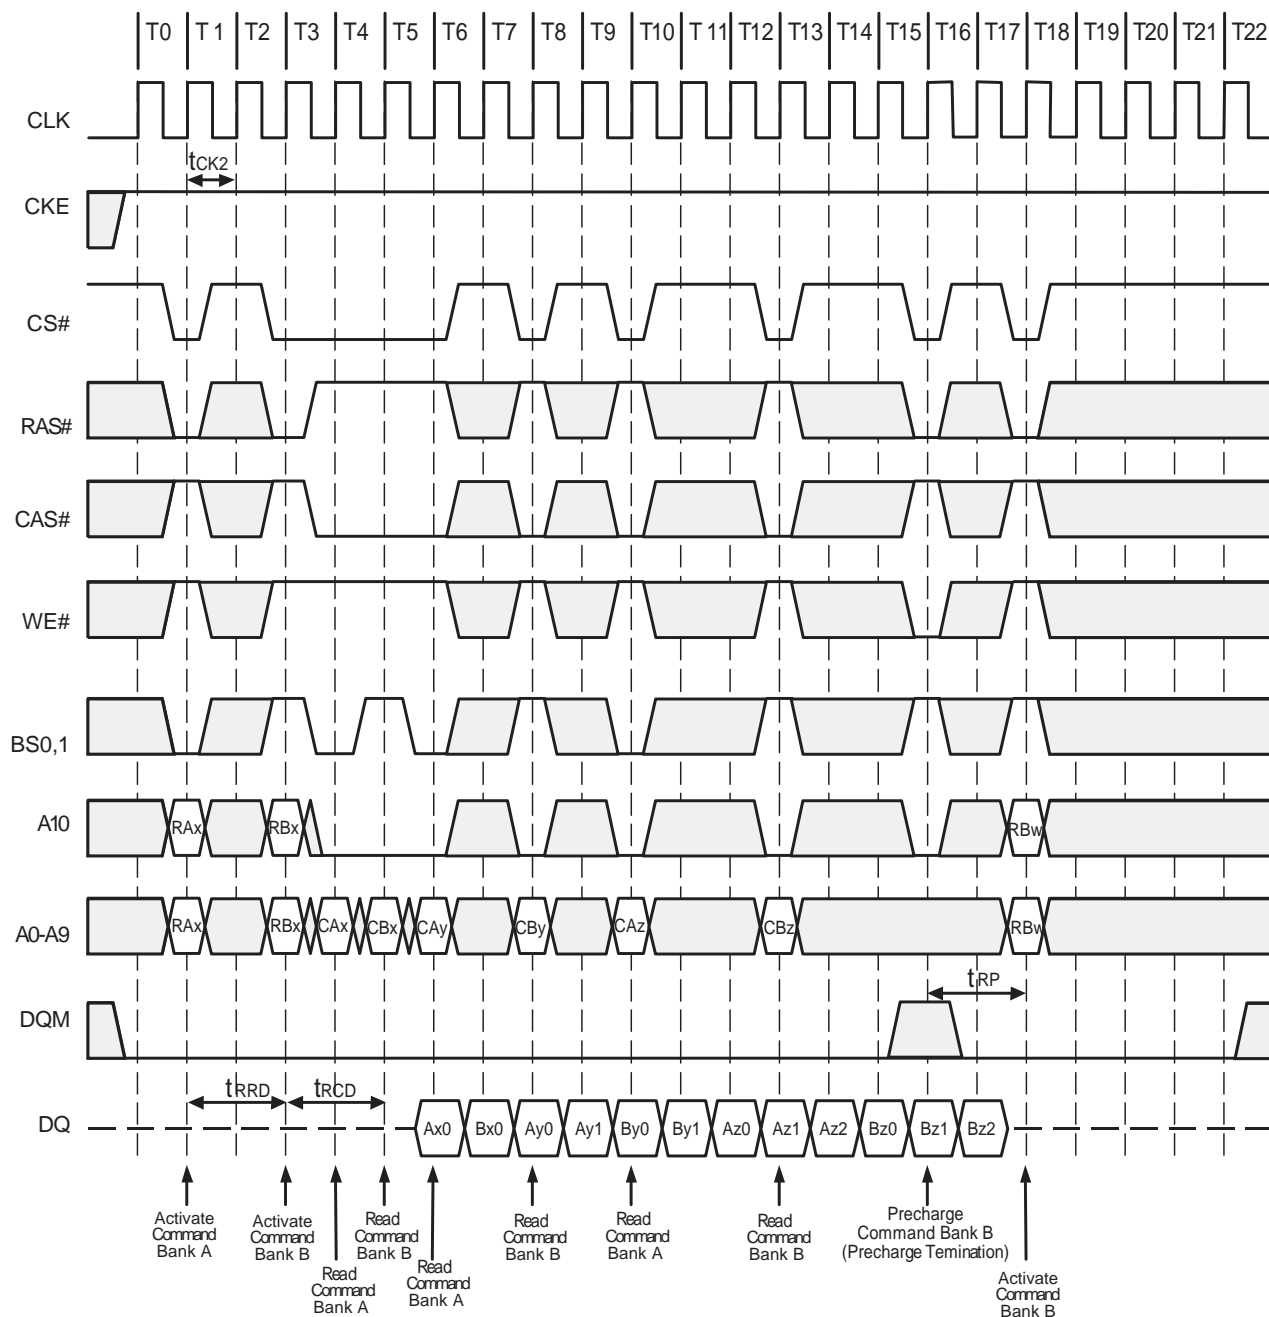 T0 T 1 T2 T3 T4 T5 T6 T7 T8 T9 T10 T 11 T12 T13 T14 T15 T16 T17 T18 T19 T20 T21 T22
CLK
tCK2
CKE
CS#
RAS#
CAS#
WE#
BS0,1
A10
RAx RBx RBw
A0-A9
RAx RBx CAx CBx CAy CBy CAz CBz RBw
tRP
DQM
tRRD tRCD
DQ
Ax0 Bx0 Ay0 Ay1 By0 By1 Az0 Az1 Az2 Bz0 Bz1 Bz2
Activate
Command
Bank A
Activate
Command
Bank B
Read
Command
Bank A
Read
Command
Bank B
Read
Command
Bank A
Read
Command
Bank B
Read
Command
Bank A
Read
Command
Bank B
Precharge
Command Bank B
(Precharge Temination)
Activate
Command
Bank B